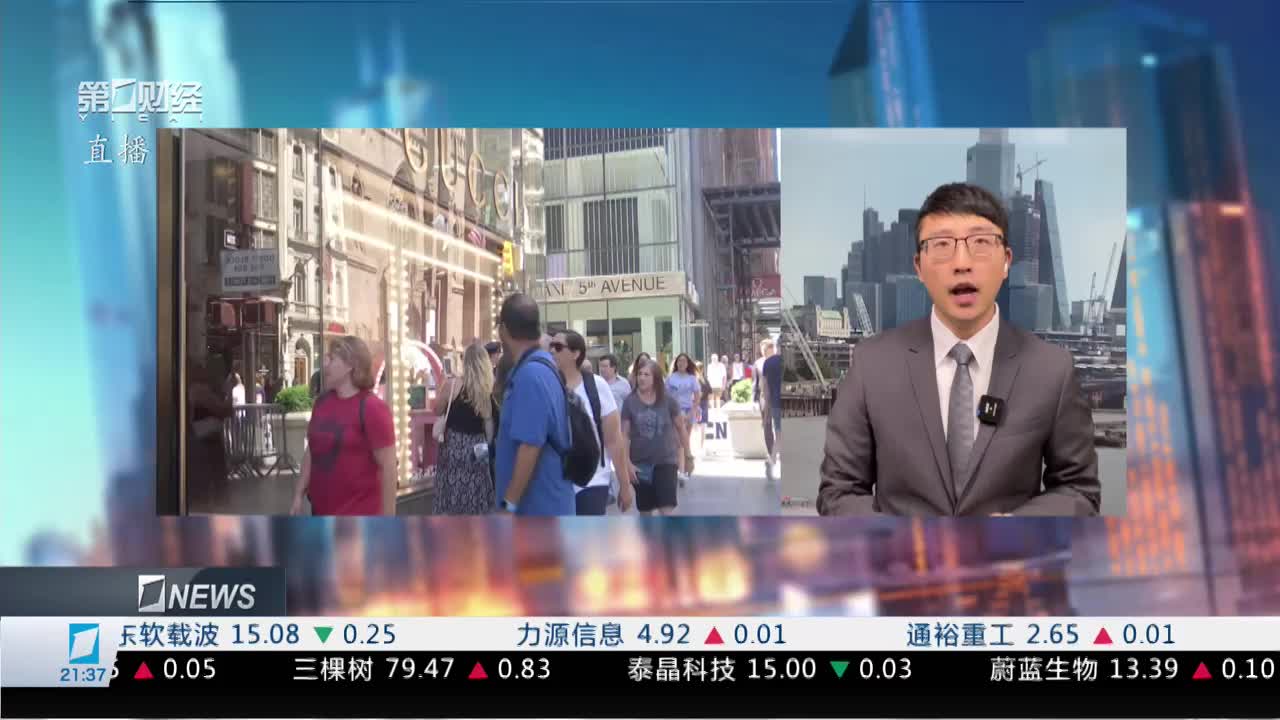 第一财经
YICAI
直播
GUCCI
5th AVENUE
NEWS
东软载波 15.08 ▼ 0.25 力源信息 4.92 ▲ 0.01 通裕重工 2.65 ▲ 0.01
21:37
▲ 0.05 三棵树 79.47 ▲ 0.83 泰晶科技 15.00 ▼ 0.03 蔚蓝生物 13.39 ▲ 0.10